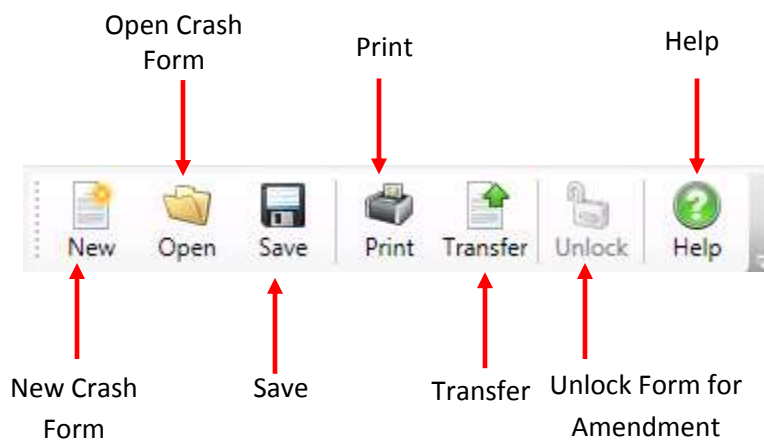 Open Crash
Form
Print
Help
New
Open
Save
Print
Transfer
Unlock
Help
New Crash
Form
Save
Transfer
Unlock Form for
Amendment